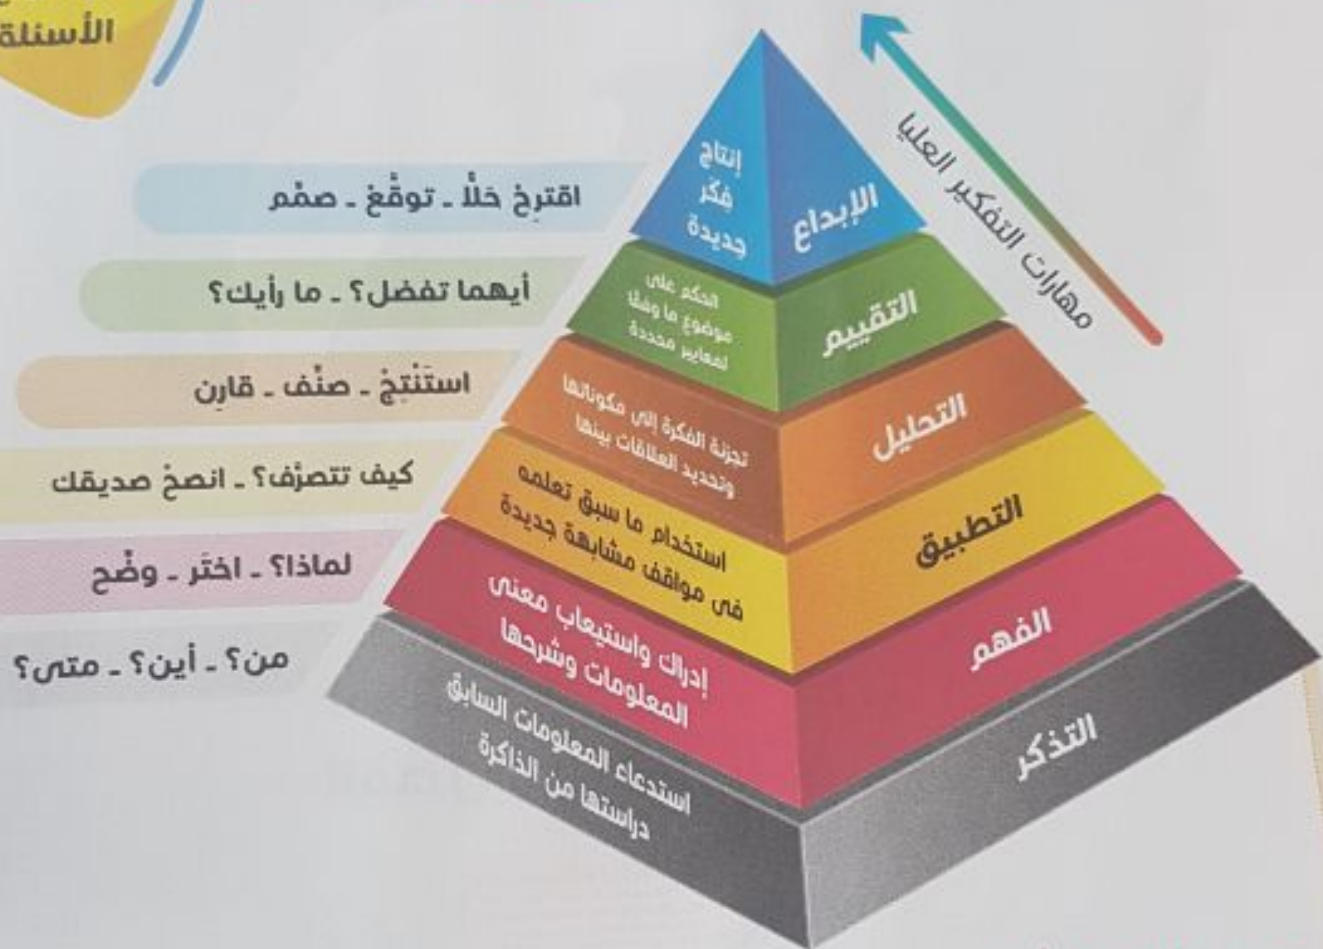 الأسئلة
مهارات التفكير العليا
الإبداع
إنتاج
فِكَر
جديدة
اقترِحْ حَلًّا ـ توقَّعْ ـ صمِّم
التقييم
الحكم على
موضوع ما وفقًا
لمعايير محددة
أيهما تفضل؟ ـ ما رأيك؟
التحليل
تجزئة الفكرة إلى مكوناتها
وتحديد العلاقات بينها
استَنْتِجْ ـ صنِّف ـ قارِن
التطبيق
استخدام ما سبق تعلمه
فى مواقف مشابهة جديدة
كيف تتصرَّف؟ ـ انصحْ صديقك
الفهم
إدراك واستيعاب معنى
المعلومات وشرحها
لماذا؟ ـ اختَر ـ وضِّح
التذكر
استدعاء المعلومات السابق
دراستها من الذاكرة
من؟ ـ أين؟ ـ متى؟